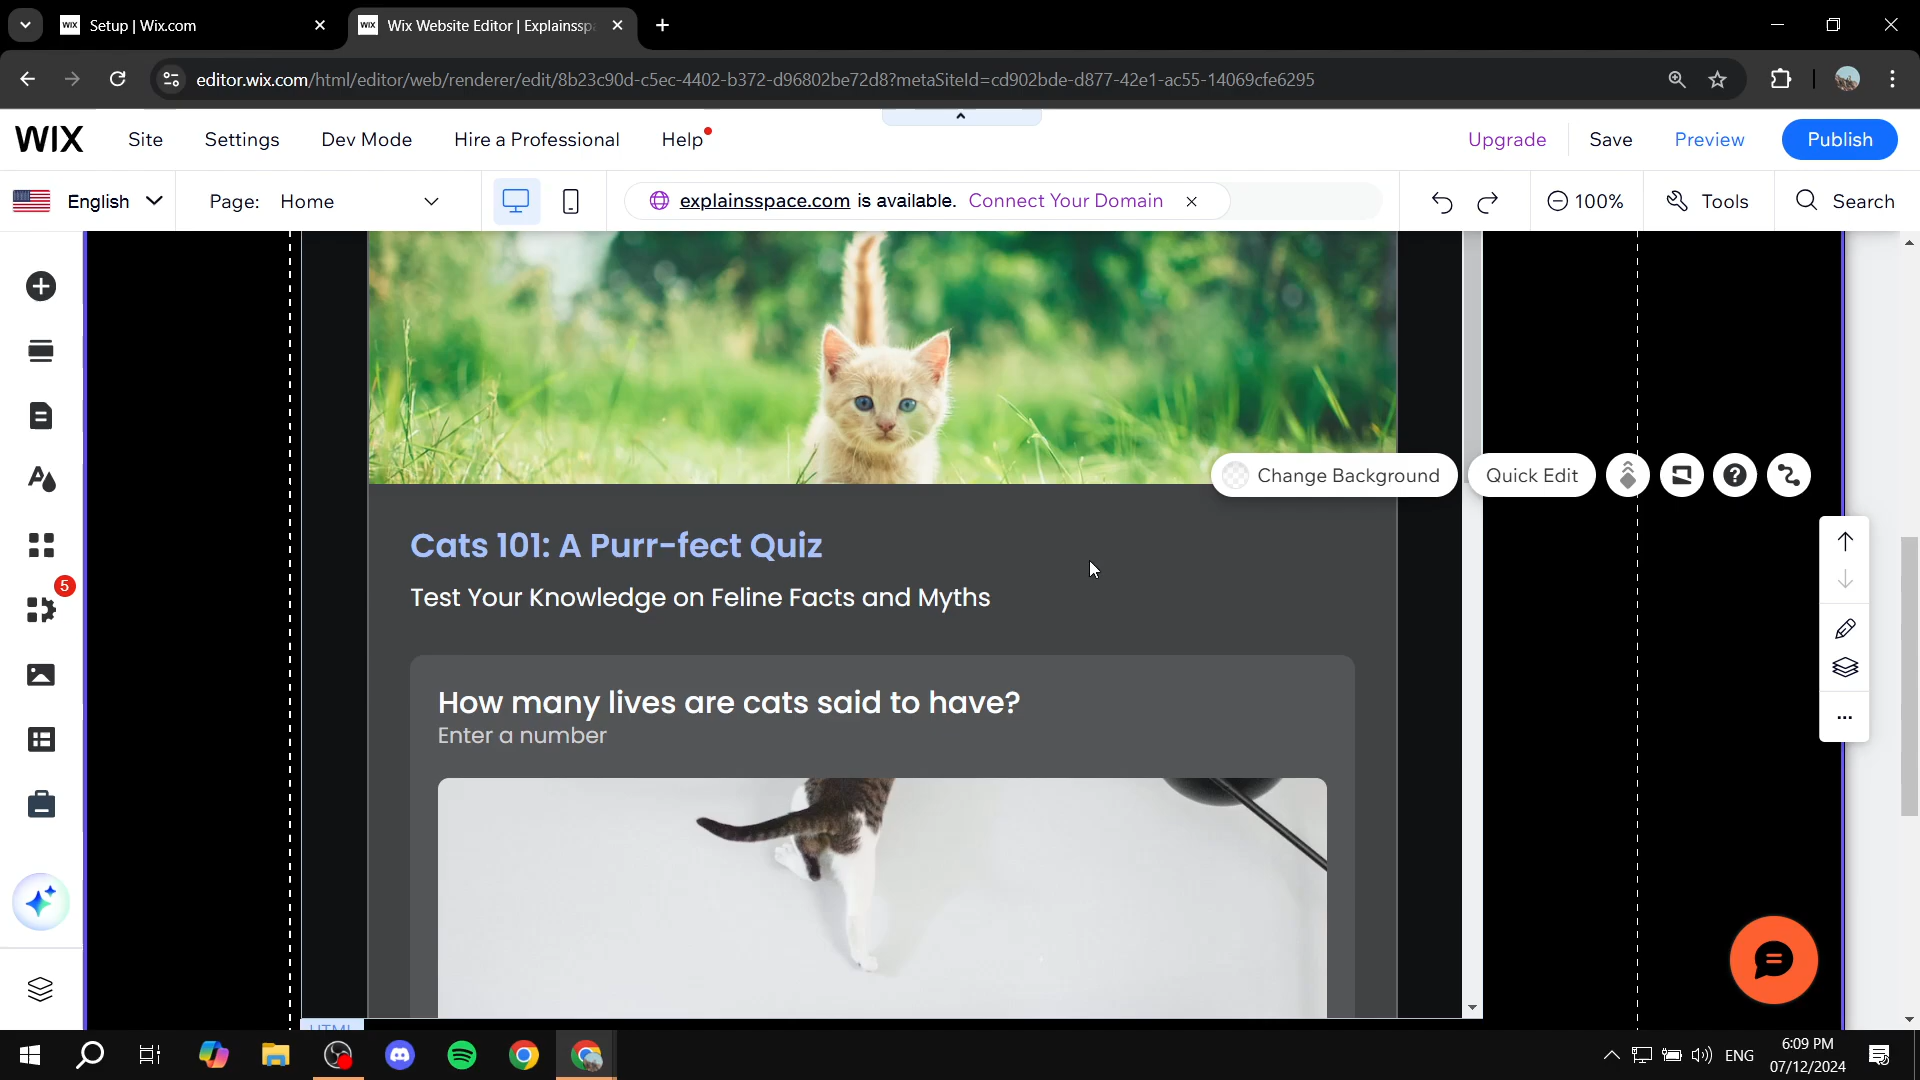 WIX Setup | Wix.com
WIX Wix Website Editor | Explainssp
editor.wix.com/html/editor/web/renderer/edit/8b23c90d-c5ec-4402-b372-d96802be72d8?metaSiteId=cd902bde-d877-42e1-ac55-14069cfe6295
WIX Site Settings Dev Mode Hire a Professional Help Upgrade Save Preview Publish
English Page: Home explainsspace.com is available. Connect Your Domain 100% Tools Search
Change Background Quick Edit ?
Cats 101: A Purr-fect Quiz
Test Your Knowledge on Feline Facts and Myths
5
How many lives are cats said to have?
Enter a number
HTML
ENG
6:09 PM
07/12/2024